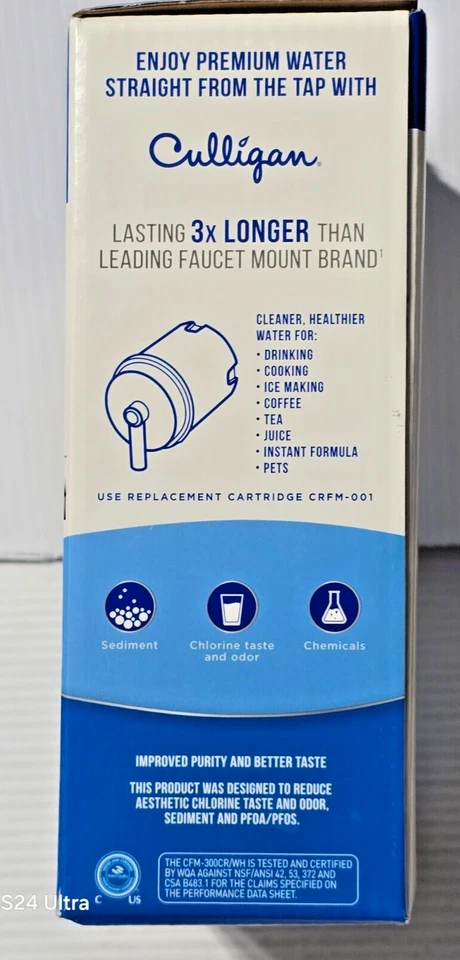 ENJOY PREMIUM WATER
STRAIGHT FROM THE TAP WITH
Culligan®
LASTING 3x LONGER THAN
LEADING FAUCET MOUNT BRAND¹
CLEANER, HEALTHIER
WATER FOR:
• DRINKING
• COOKING
• ICE MAKING
• COFFEE
• TEA
• JUICE
• INSTANT FORMULA
• PETS
USE REPLACEMENT CARTRIDGE CRFM-001
Sediment
Chlorine taste
and odor
Chemicals
IMPROVED PURITY AND BETTER TASTE
THIS PRODUCT WAS DESIGNED TO REDUCE
AESTHETIC CHLORINE TASTE AND ODOR,
SEDIMENT AND PFOA/PFOS.
THE CFM-300CR/WH IS TESTED AND CERTIFIED
BY WQA AGAINST NSF/ANSI 42, 53, 372 AND
CSA B483.1 FOR THE CLAIMS SPECIFIED ON
THE PERFORMANCE DATA SHEET.
C US
S24 Ultra